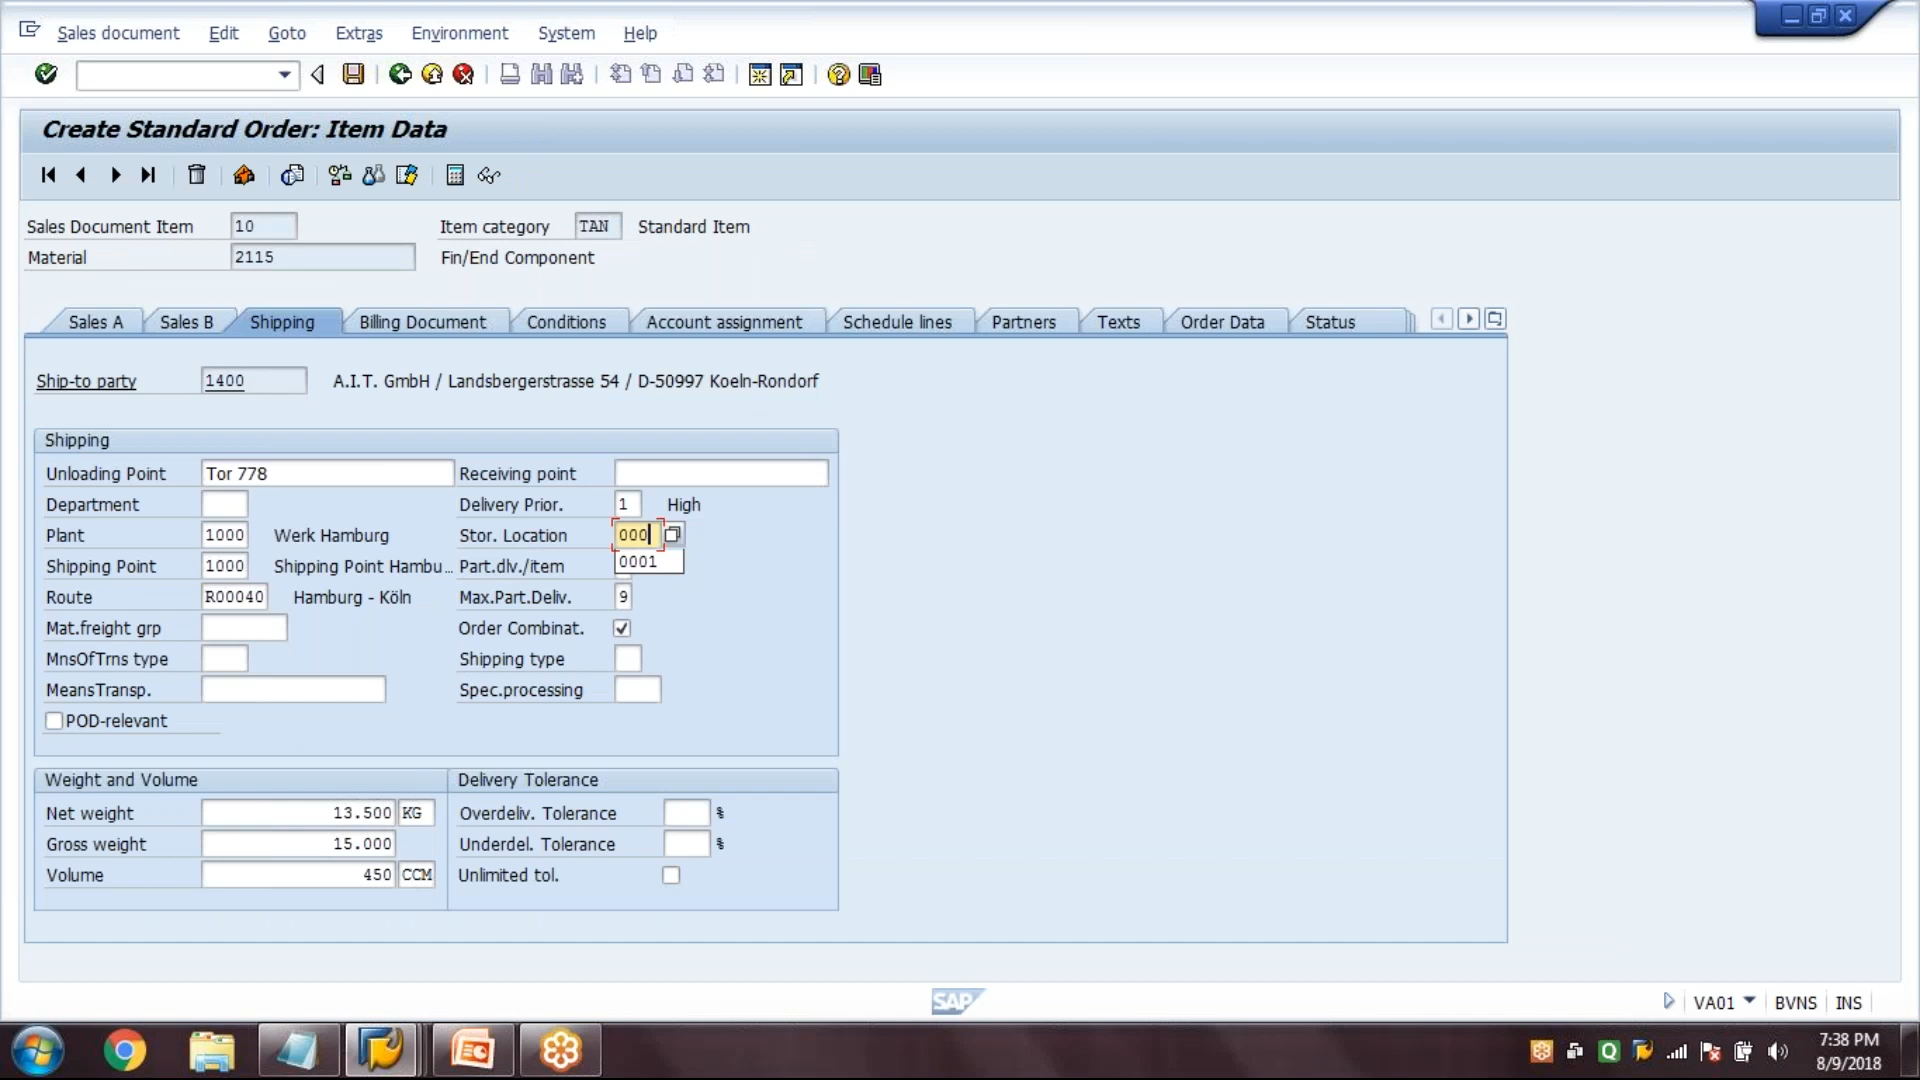 Sales document Edit Goto Extras Environment System Help
Create Standard Order: Item Data
Sales Document Item 10 Item category TAN Standard Item
Material 2115 Fin/End Component
Sales A Sales B Shipping Billing Document Conditions Account assignment Schedule lines Partners Texts Order Data Status
Ship-to party 1400 A.I.T. GmbH / Landsbergerstrasse 54 / D-50997 Koeln-Rondorf
Shipping
Unloading Point Tor 778 Receiving point
Department Delivery Prior. 1 High
Plant 1000 Werk Hamburg Stor. Location 000
0001
Shipping Point 1000 Shipping Point Hambu... Part.dlv./item
Route R00040 Hamburg - Köln Max.Part.Deliv. 9
Mat.freight grp Order Combinat.
MnsOfTrns type Shipping type
MeansTransp. Spec.processing
POD-relevant
Weight and Volume Delivery Tolerance
Net weight 13.500 KG Overdeliv. Tolerance %
Gross weight 15.000 Underdel. Tolerance %
Volume 450 CCM Unlimited tol.
SAP VA01 BVNS INS
7:38 PM
8/9/2018